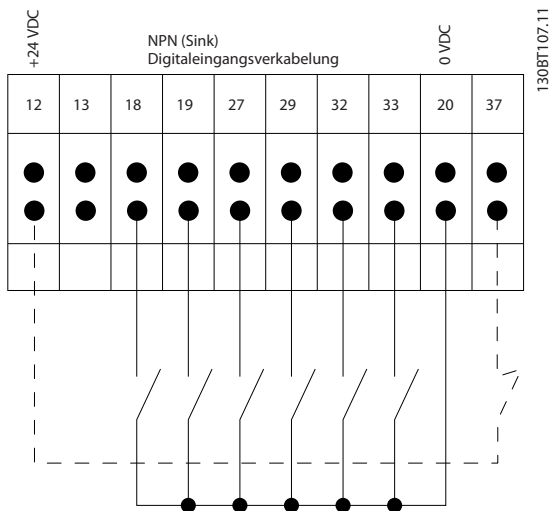 +24 VDC
NPN (Sink)
Digitaleingangsverkabelung
0 VDC
130BT107.11
12 13 18 19 27 29 32 33 20 37